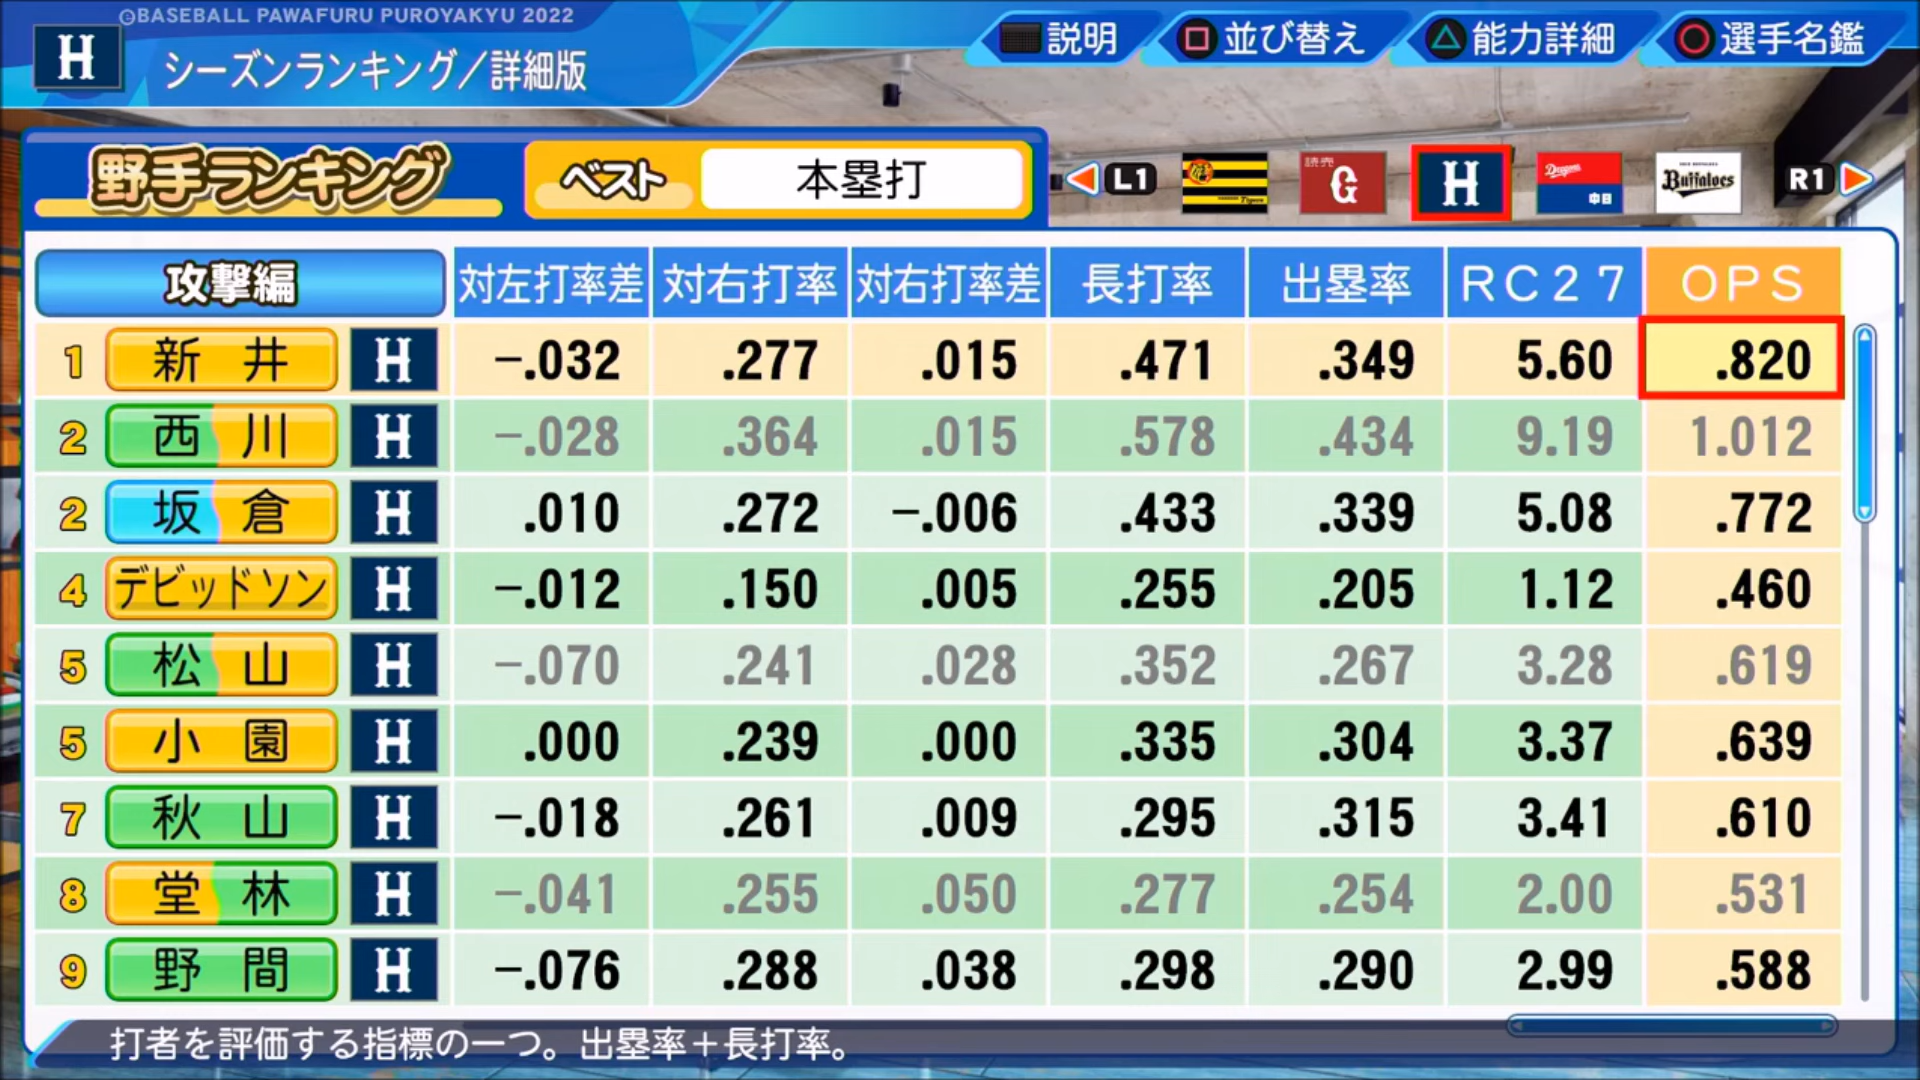 ©BASEBALL PAWAFURU PUROYAKYU 2022
H シーズンランキング／詳細版
説明 並び替え 能力詳細 選手名鑑
野手ランキング ベスト 本塁打
L1 Tigers 読売 G H Dragons 中日 Buffaloes R1
攻撃編 対左打率差 対右打率 対右打率差 長打率 出塁率 RC27 OPS
1 新井 H -.032 .277 .015 .471 .349 5.60 .820
2 西川 H -.028 .364 .015 .578 .434 9.19 1.012
2 坂倉 H .010 .272 -.006 .433 .339 5.08 .772
4 デビッドソン H -.012 .150 .005 .255 .205 1.12 .460
5 松山 H -.070 .241 .028 .352 .267 3.28 .619
5 小園 H .000 .239 .000 .335 .304 3.37 .639
7 秋山 H -.018 .261 .009 .295 .315 3.41 .610
8 堂林 H -.041 .255 .050 .277 .254 2.00 .531
9 野間 H -.076 .288 .038 .298 .290 2.99 .588
打者を評価する指標の一つ。出塁率＋長打率。